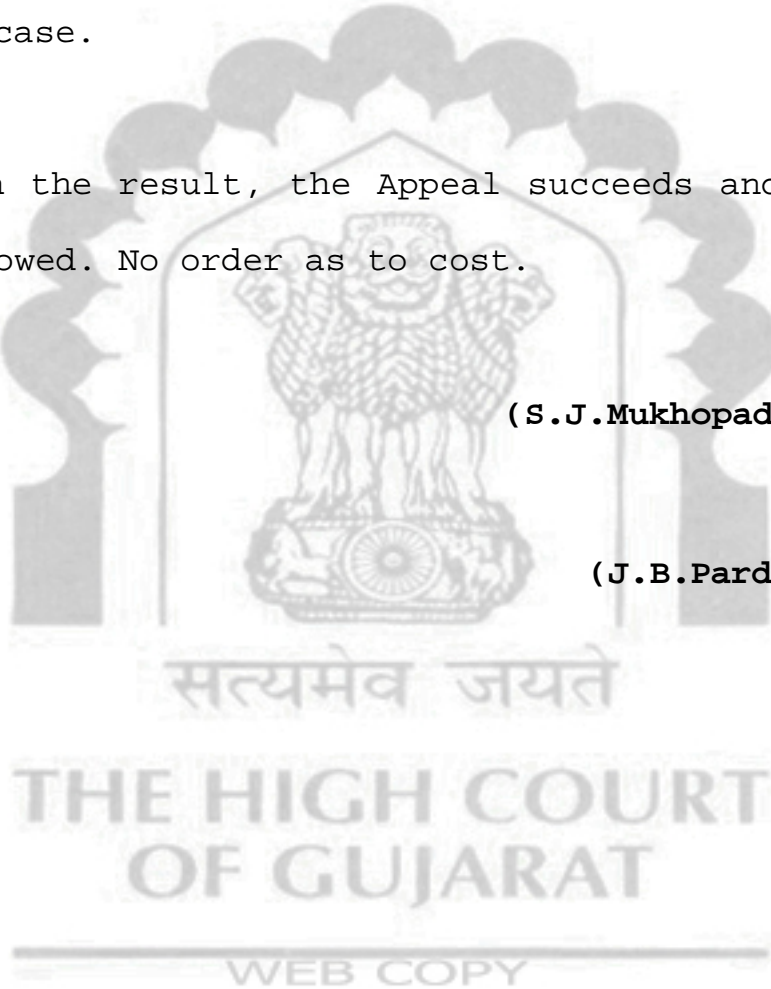 case.
n the result, the Appeal succeeds and
owed. No order as to cost.
(S.J.Mukhopad
(J.B.Pard
सत्यमेव जयते
THE HIGH COURT
OF GUJARAT
WEB COPY